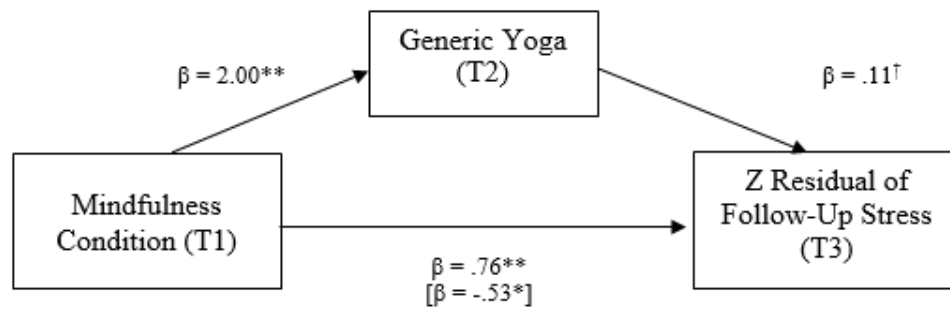 Generic Yoga
(T2)
β = 2.00**
β = .11†
Mindfulness
Condition (T1)
Z Residual of
Follow-Up Stress
(T3)
β = .76**
[β = -.53*]